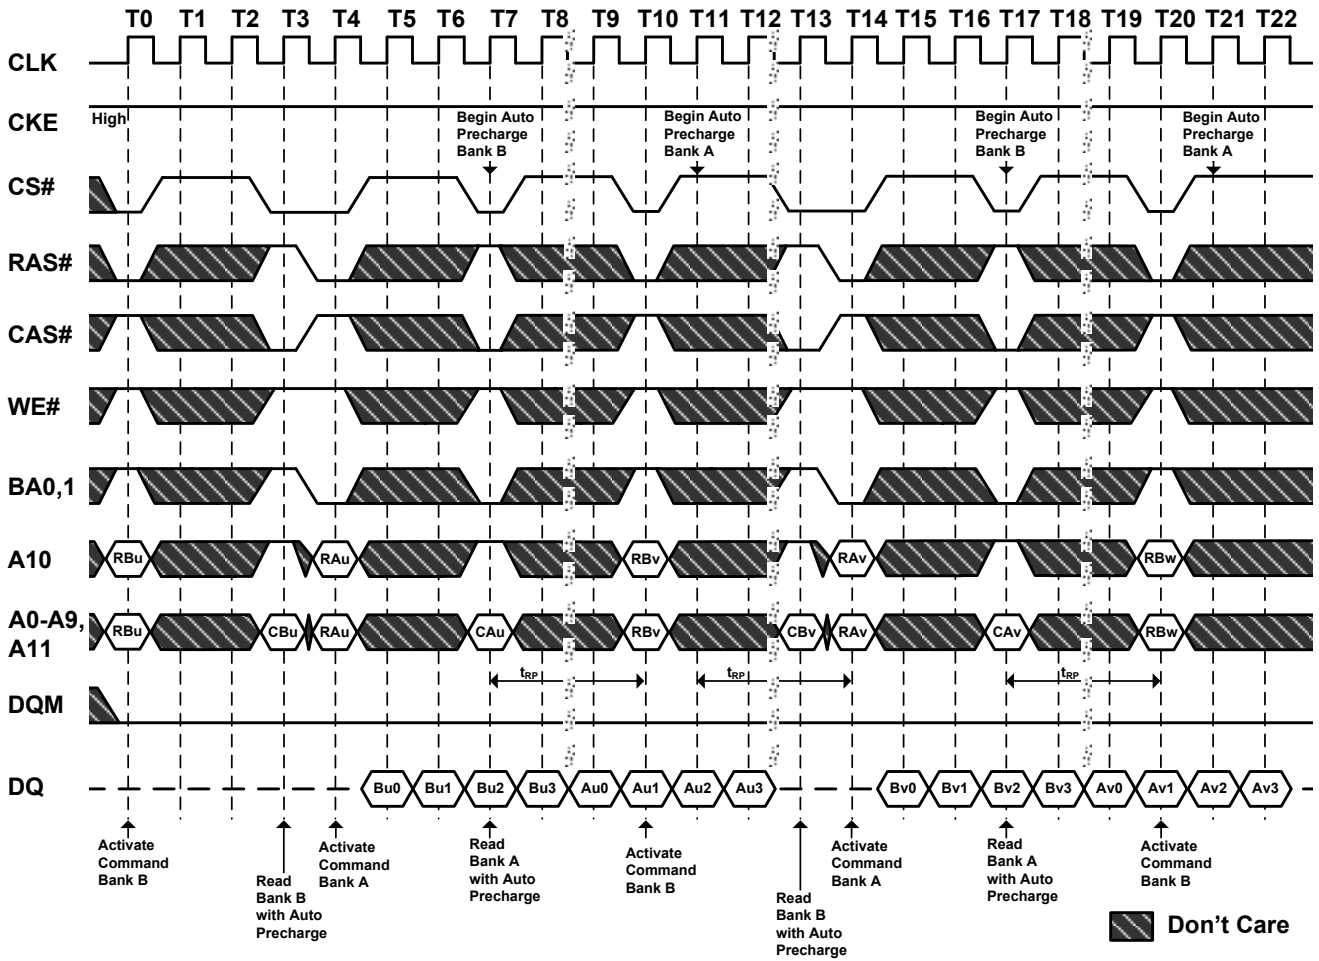 T0 T1 T2 T3 T4 T5 T6 T7 T8 T9 T10 T11 T12 T13 T14 T15 T16 T17 T18 T19 T20 T21 T22
CLK
CKE
High
Begin Auto
Precharge
Bank B
Begin Auto
Precharge
Bank A
Begin Auto
Precharge
Bank B
Begin Auto
Precharge
Bank A
CS#
RAS#
CAS#
WE#
BA0,1
A10
RBu RAu RBv RAv RBw
A0-A9,
A11
RBu CBu RAu CAu RBv CBv RAv CAv RBw
tRP tRP tRP
DQM
DQ
Bu0 Bu1 Bu2 Bu3 Au0 Au1 Au2 Au3 Bv0 Bv1 Bv2 Bv3 Av0 Av1 Av2 Av3
Activate
Command
Bank B
Read
Bank B
with Auto
Precharge
Activate
Command
Bank A
Read
Bank A
with Auto
Precharge
Activate
Command
Bank B
Read
Bank B
with Auto
Precharge
Activate
Command
Bank A
Read
Bank A
with Auto
Precharge
Activate
Command
Bank B
Don't Care